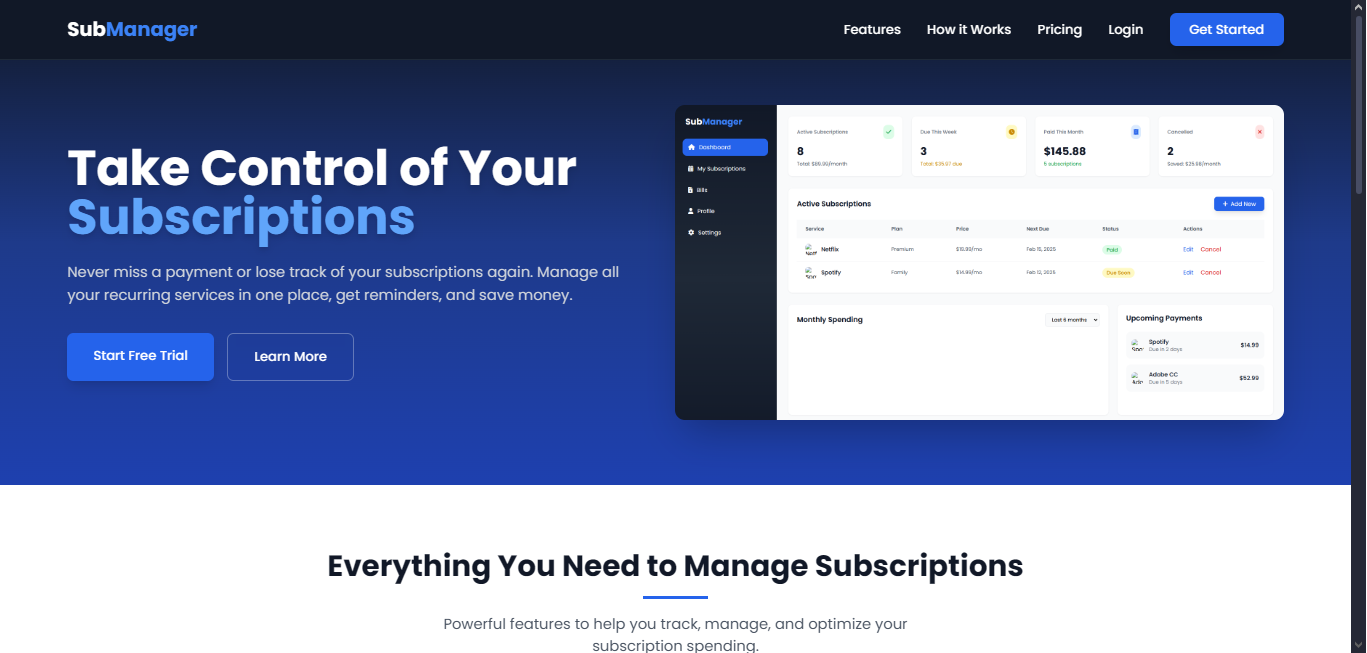 SubManager
Features How it Works Pricing Login Get Started
Take Control of Your
Subscriptions
Never miss a payment or lose track of your subscriptions again. Manage all
your recurring services in one place, get reminders, and save money.
Start Free Trial Learn More
SubManager
Dashboard
My Subscriptions
Bills
Profile
Settings
Active Subscriptions
8
Total: $89.99/month
Due This Week
3
Total: $35.97 due
Paid This Month
$145.88
5 subscriptions
Cancelled
2
Saved: $25.98/month
Active Subscriptions
Add New
Service Plan Price Next Due Status Actions
Netflix Premium $19.99/mo Feb 15, 2025 Paid Edit Cancel
Spotify Family $14.99/mo Feb 12, 2025 Due Soon Edit Cancel
Monthly Spending
Last 6 months
Upcoming Payments
Spotify
Due in 2 days
$14.99
Adobe CC
Due in 5 days
$52.99
Everything You Need to Manage Subscriptions
Powerful features to help you track, manage, and optimize your
subscription spending.